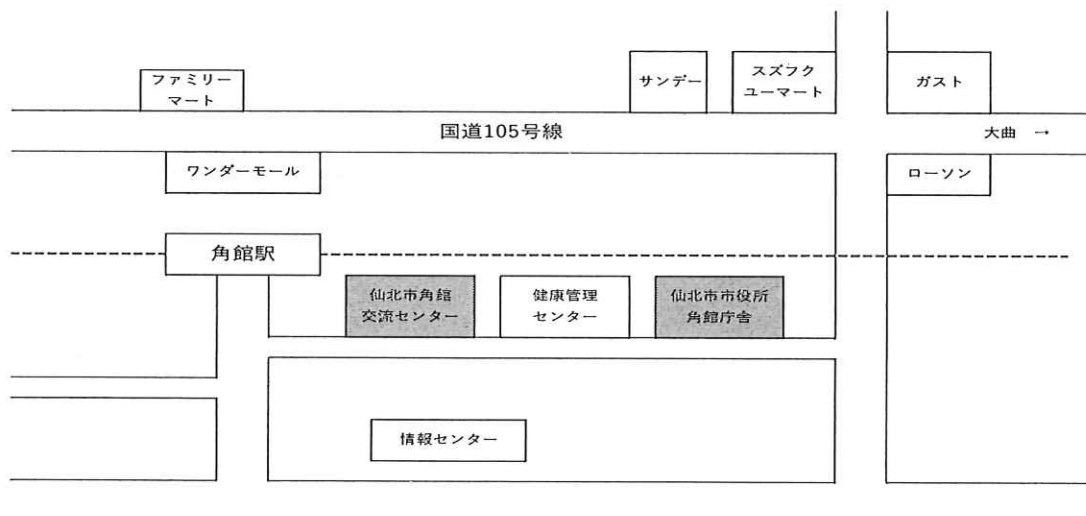 ファミリー
マート
サンデー
スズフク
ユーマート
ガスト
国道105号線
大曲 →
ワンダーモール
ローソン
角館駅
仙北市角館
交流センター
健康管理
センター
仙北市市役所
角館庁舎
情報センター